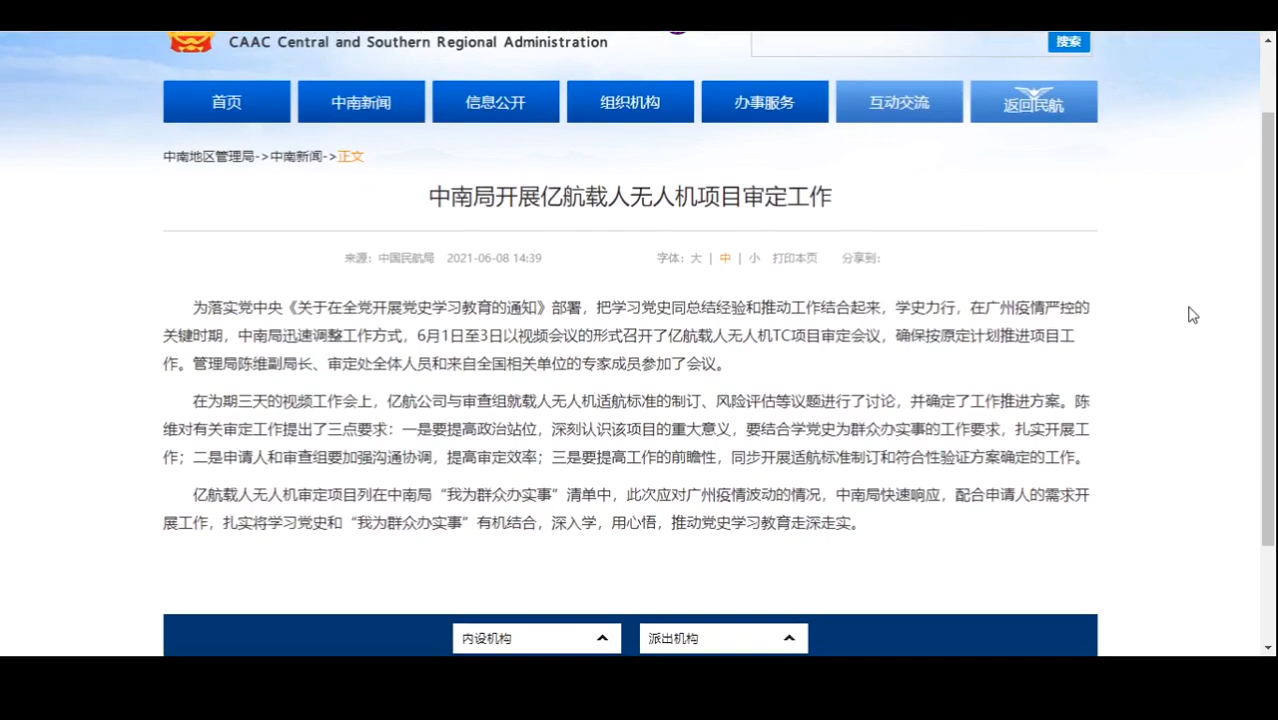 CAAC Central and Southern Regional Administration
搜索
首页 中南新闻 信息公开 组织机构 办事服务 互动交流 返回民航
中南地区管理局->中南新闻->正文
中南局开展亿航载人无人机项目审定工作
来源：中国民航局 2021-06-08 14:39 字体：大 | 中 | 小 打印本页 分享到:
为落实党中央《关于在全党开展党史学习教育的通知》部署，把学习党史同总结经验和推动工作结合起来，学史力行，在广州疫情严控的
关键时期，中南局迅速调整工作方式，6月1日至3日以视频会议的形式召开了亿航载人无人机TC项目审定会议，确保按原定计划推进项目工
作。管理局陈维副局长、审定处全体人员和来自全国相关单位的专家成员参加了会议。
在为期三天的视频工作会上，亿航公司与审查组就载人无人机适航标准的制订、风险评估等议题进行了讨论，并确定了工作推进方案。陈
维对有关审定工作提出了三点要求：一是要提高政治站位，深刻认识该项目的重大意义，要结合学党史为群众办实事的工作要求，扎实开展工
作；二是申请人和审查组要加强沟通协调，提高审定效率；三是要提高工作的前瞻性，同步开展适航标准制订和符合性验证方案确定的工作。
亿航载人无人机审定项目列在中南局“我为群众办实事”清单中，此次应对广州疫情波动的情况，中南局快速响应，配合申请人的需求开
展工作，扎实将学习党史和“我为群众办实事”有机结合，深入学，用心悟，推动党史学习教育走深走实。
内设机构 派出机构